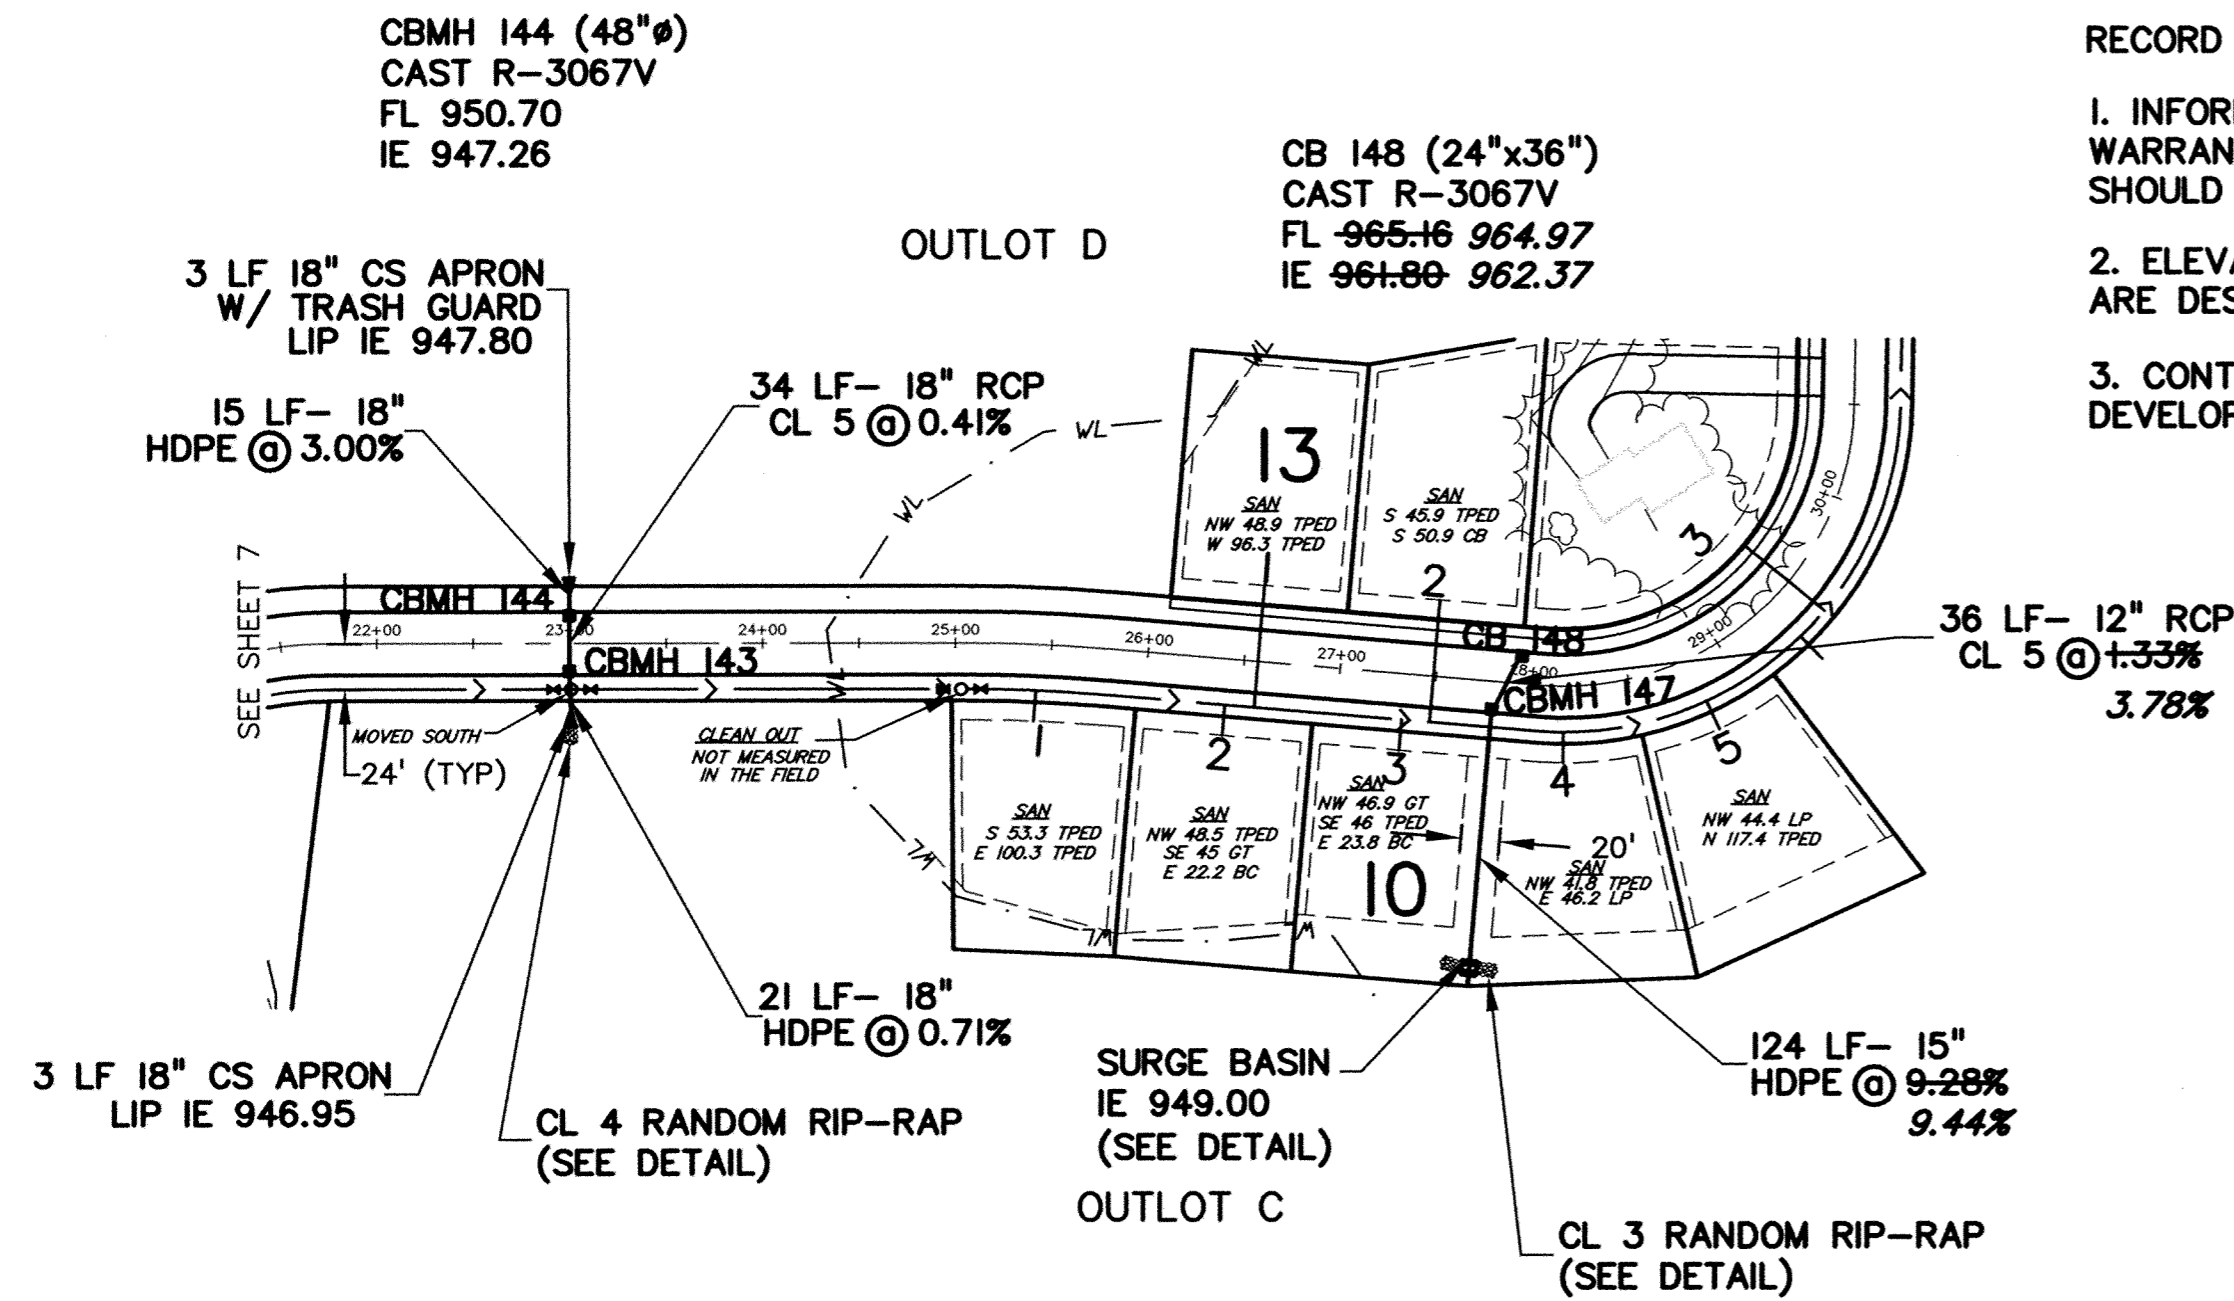 CBMH 144 (48"ø)
CAST R-3067V
FL 950.70
IE 947.26
RECORD
1. INFOR
WARRAN
SHOULD
2. ELEVA
ARE DES
3. CONT
DEVELOP
CB 148 (24"x36")
CAST R-3067V
FL 965.16 964.97
IE 961.80 962.37
OUTLOT D
3 LF 18" CS APRON
W/ TRASH GUARD
LIP IE 947.80
15 LF- 18"
HDPE @ 3.00%
34 LF- 18" RCP
CL 5 @ 0.41%
WL
WL
WL
13
SAN
NW 48.9 TPED
W 96.3 TPED
SAN
S 45.9 TPED
S 50.9 CB
2
3
SEE SHEET 7
CBMH 144
22+00
23+00
24+00
25+00
26+00
27+00
28+00
29+00
30+00
CBMH 143
CB 148
CBMH 147
36 LF- 12" RCP
CL 5 @ 1.33%
3.78%
MOVED SOUTH
24' (TYP)
CLEAN OUT
NOT MEASURED
IN THE FIELD
1
SAN
S 53.3 TPED
E 100.3 TPED
2
SAN
NW 48.5 TPED
SE 45 GT
E 22.2 BC
3
SAN
NW 46.9 GT
SE 46 TPED
E 23.8 BC
10
4
20'
SAN
NW 41.8 TPED
E 46.2 LP
5
SAN
NW 44.4 LP
N 117.4 TPED
WL
WL
WL
21 LF- 18"
HDPE @ 0.71%
3 LF 18" CS APRON
LIP IE 946.95
CL 4 RANDOM RIP-RAP
(SEE DETAIL)
SURGE BASIN
IE 949.00
(SEE DETAIL)
OUTLOT C
124 LF- 15"
HDPE @ 9.28%
9.44%
CL 3 RANDOM RIP-RAP
(SEE DETAIL)